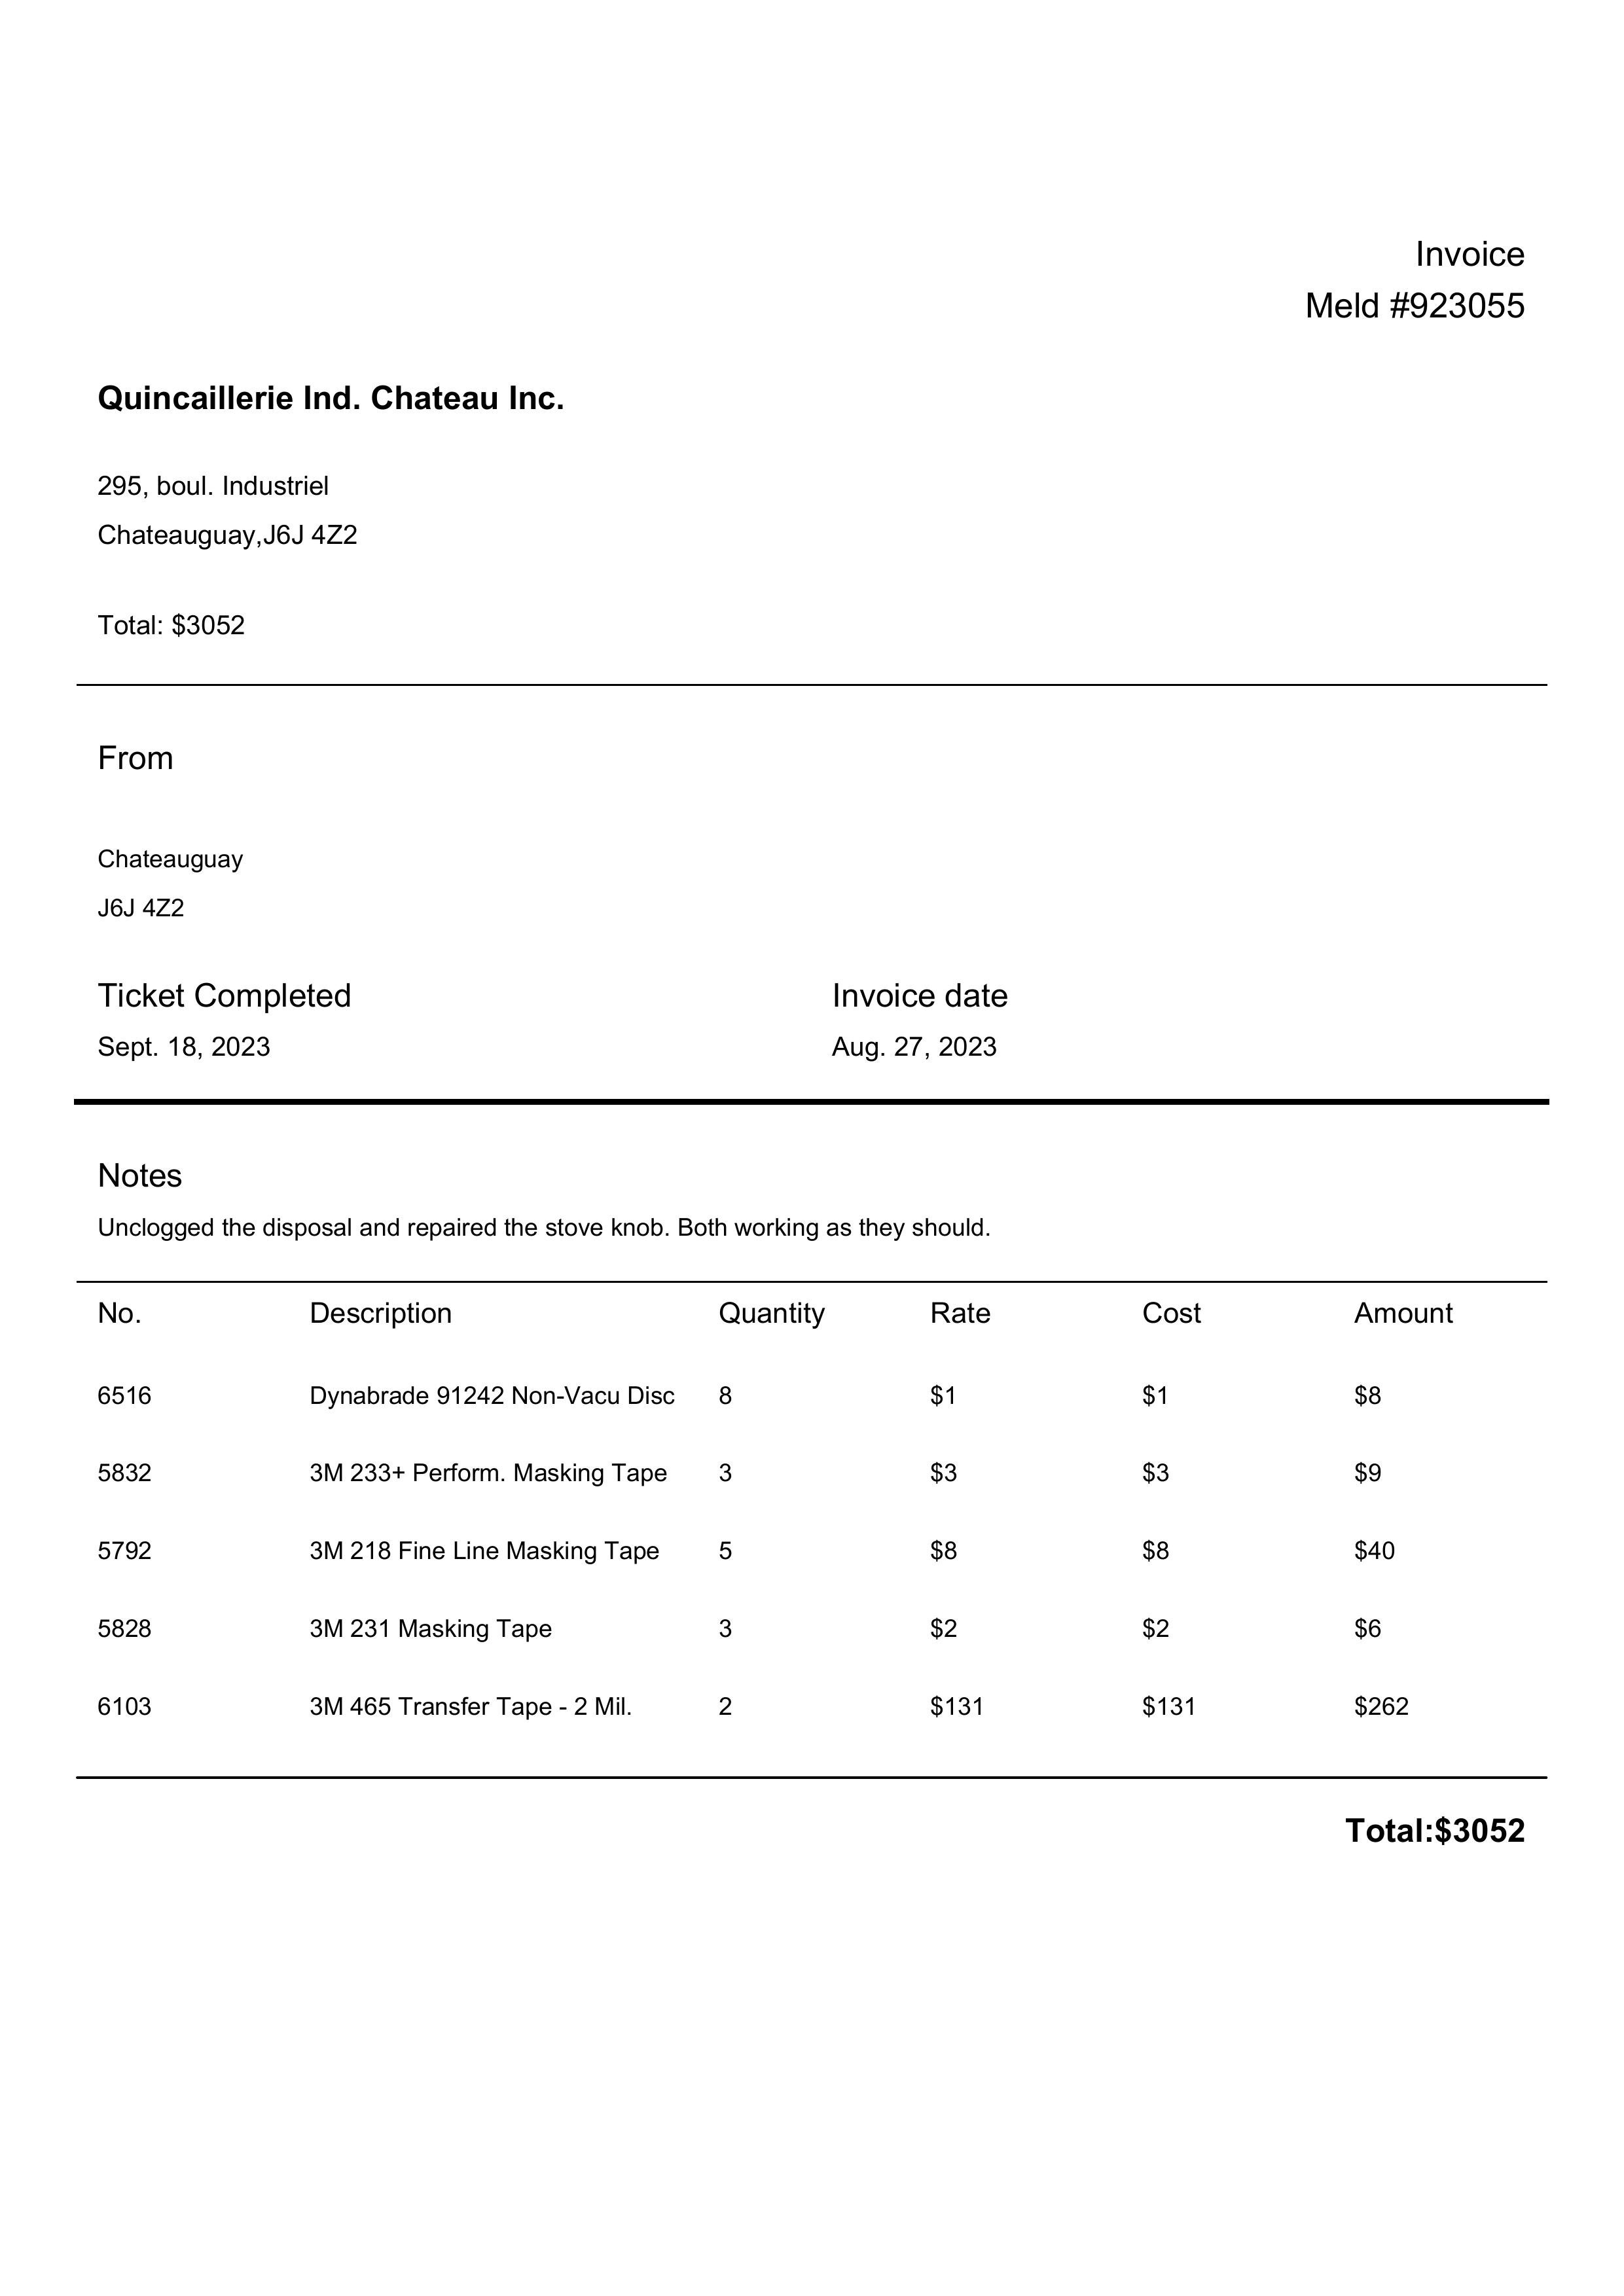 Invoice
Meld #923055
Quincaillerie Ind. Chateau Inc.
295, boul. Industriel
Chateauguay,J6J 4Z2
Total: $3052
From
Chateauguay
J6J 4Z2
Ticket Completed Invoice date
Sept. 18, 2023 Aug. 27, 2023
Notes
Unclogged the disposal and repaired the stove knob. Both working as they should.
No. Description Quantity Rate Cost Amount
6516 Dynabrade 91242 Non-Vacu Disc 8 $1 $1 $8
5832 3M 233+ Perform. Masking Tape 3 $3 $3 $9
5792 3M 218 Fine Line Masking Tape 5 $8 $8 $40
5828 3M 231 Masking Tape 3 $2 $2 $6
6103 3M 465 Transfer Tape - 2 Mil. 2 $131 $131 $262
Total:$3052